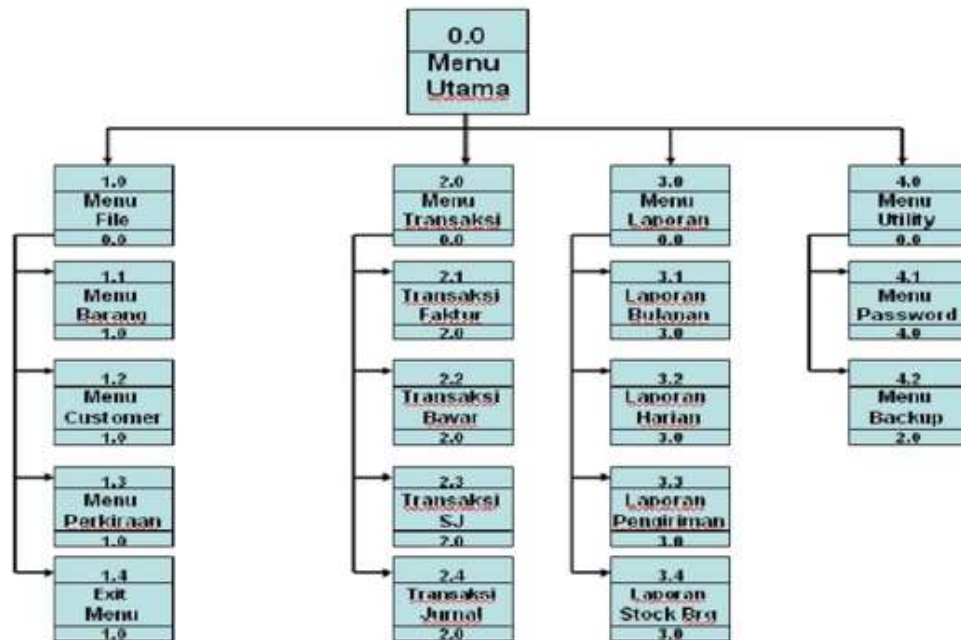 0.0
Menu
Utama
1.0
Menu
File
0.0
2.0
Menu
Transaksi
0.0
3.0
Menu
Laporan
0.0
4.0
Menu
Utility
0.0
1.1
Menu
Barang
1.0
2.1
Transaksi
Faktur
2.0
3.1
Laporan
Bulanan
3.0
4.1
Menu
Password
4.0
1.2
Menu
Customer
1.0
2.2
Transaksi
Bayar
2.0
3.2
Laporan
Harian
3.0
4.2
Menu
Backup
2.0
1.3
Menu
Perkiraan
1.0
2.3
Transaksi
SJ
2.0
3.3
Laporan
Pengiriman
3.0
1.4
Exit
Menu
1.0
2.4
Transaksi
Jurnal
2.0
3.4
Laporan
Stock Brg
3.0